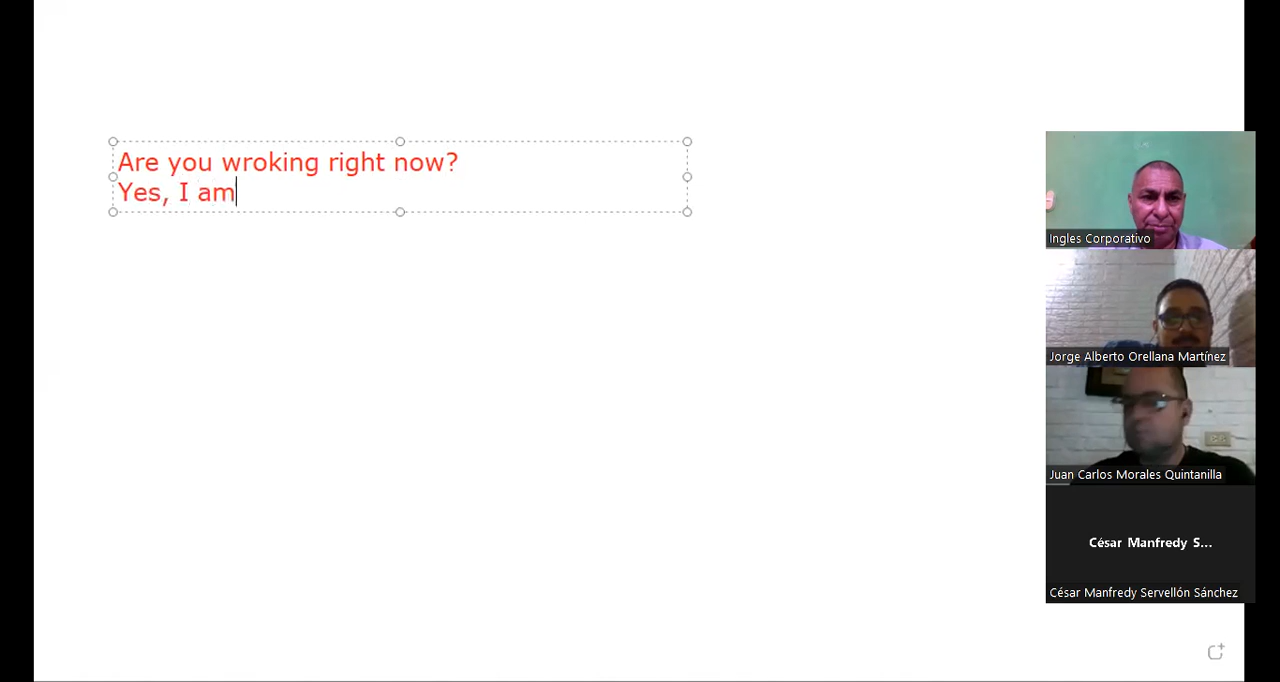 Are you wroking right now?
Yes, I am
Ingles Corporativo
Jorge Alberto Orellana Martínez
Juan Carlos Morales Quintanilla
César Manfredy S...
César Manfredy Servellón Sánchez